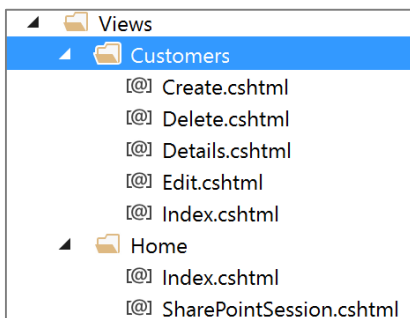 Views
Customers
[@] Create.cshtml
[@] Delete.cshtml
[@] Details.cshtml
[@] Edit.cshtml
[@] Index.cshtml
Home
[@] Index.cshtml
[@] SharePointSession.cshtml